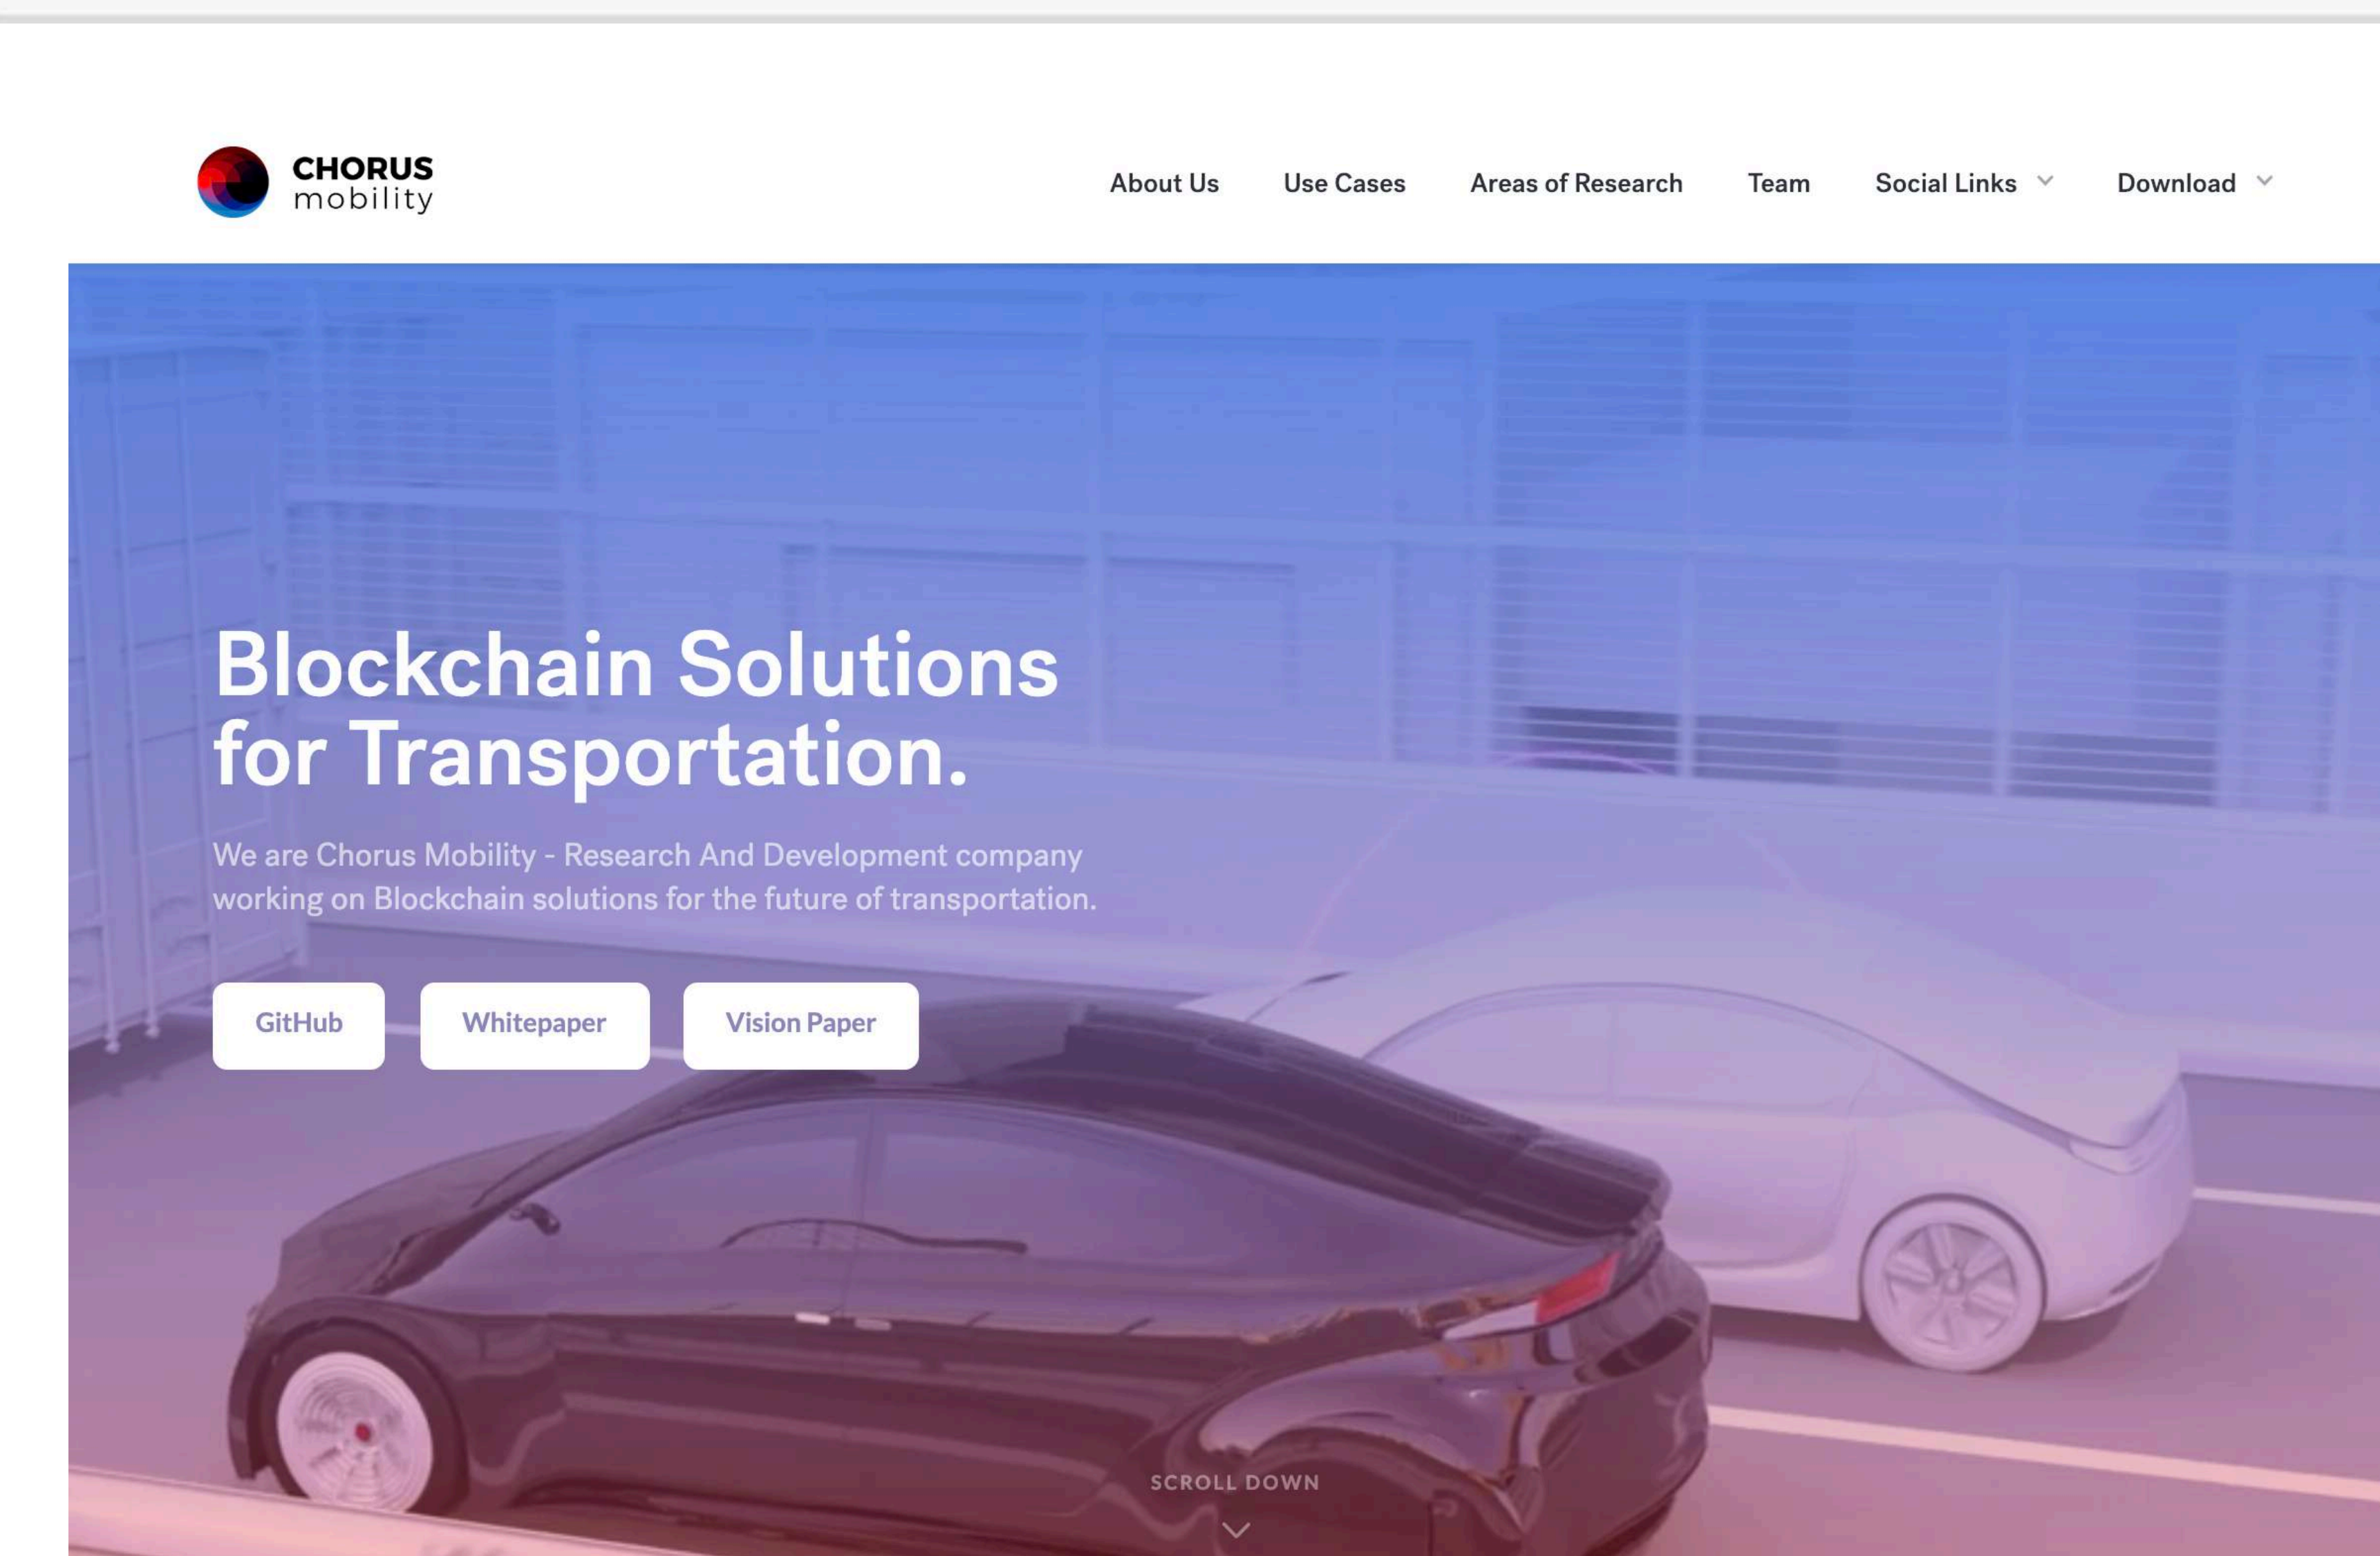 CHORUS
mobility
About Us
Use Cases
Areas of Research
Team
Social Links
Download
Blockchain Solutions
for Transportation.
We are Chorus Mobility - Research And Development company
working on Blockchain solutions for the future of transportation.
GitHub
Whitepaper
Vision Paper
SCROLL DOWN